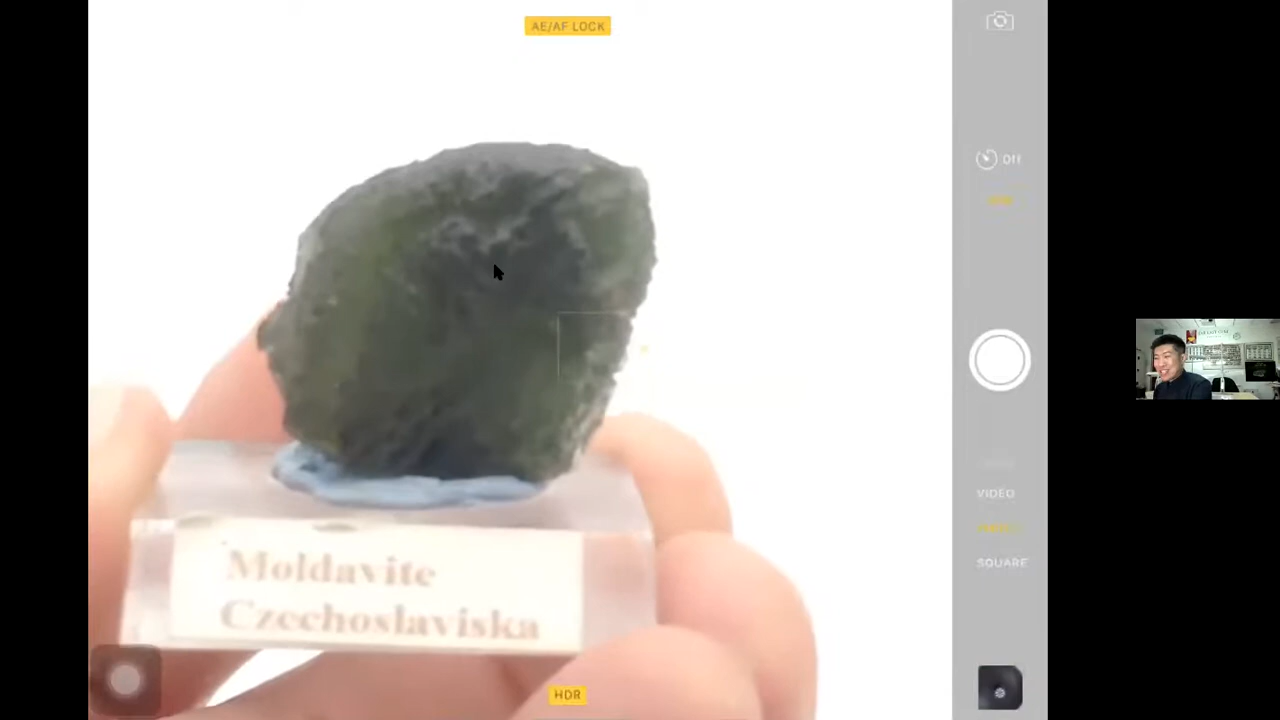 AE/AF LOCK
Off
VIDEO
SQUARE
Moldavite
Czechoslaviska
HDR